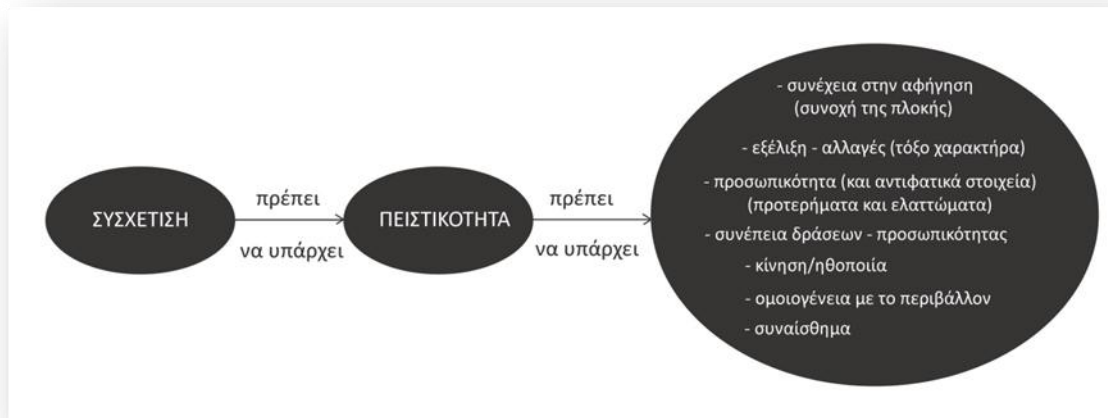 ΣΥΣΧΕΤΙΣΗ
πρέπει
να υπάρχει
ΠΕΙΣΤΙΚΟΤΗΤΑ
πρέπει
να υπάρχει
- συνέχεια στην αφήγηση
(συνοχή της πλοκής)
- εξέλιξη - αλλαγές (τόξο χαρακτήρα)
- προσωπικότητα (και αντιφατικά στοιχεία)
(προτερήματα και ελαττώματα)
- συνέπεια δράσεων - προσωπικότητας
- κίνηση/ηθοποιία
- ομοιογένεια με το περιβάλλον
- συναίσθημα